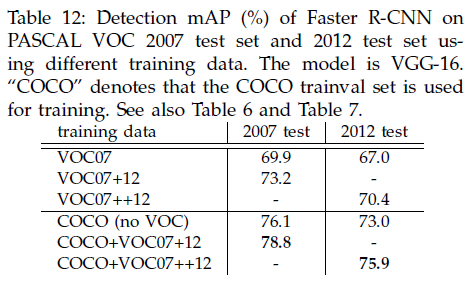 Table 12: Detection mAP (%) of Faster R-CNN on
PASCAL VOC 2007 test set and 2012 test set us-
ing different training data. The model is VGG-16.
“COCO” denotes that the COCO trainval set is used
for training. See also Table 6 and Table 7.
training data 2007 test 2012 test
VOC07 69.9 67.0
VOC07+12 73.2 -
VOC07++12 - 70.4
COCO (no VOC) 76.1 73.0
COCO+VOC07+12 78.8 -
COCO+VOC07++12 - 75.9